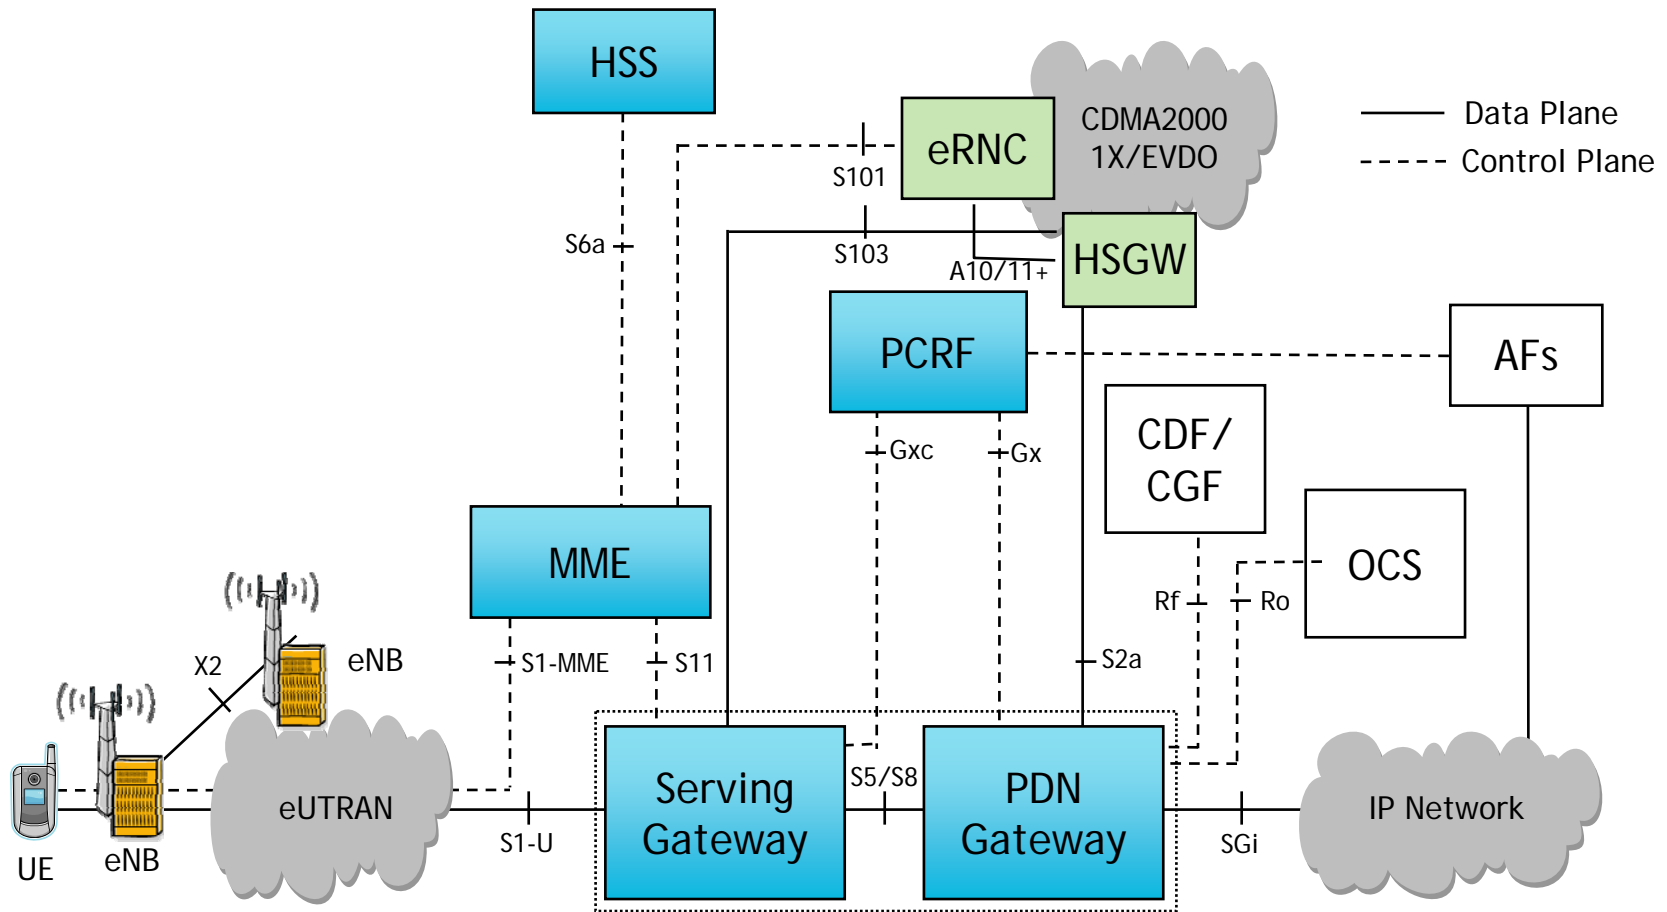 HSS
eRNC
CDMA2000
1X/EVDO
Data Plane
Control Plane
S101
S6a
S103
A10/11+
HSGW
PCRF
AFs
CDF/
CGF
Gxc
Gx
OCS
MME
Rf
Ro
X2
eNB
S1-MME
S11
S2a
Serving
Gateway
S5/S8
PDN
Gateway
eUTRAN
IP Network
S1-U
SGi
UE
eNB